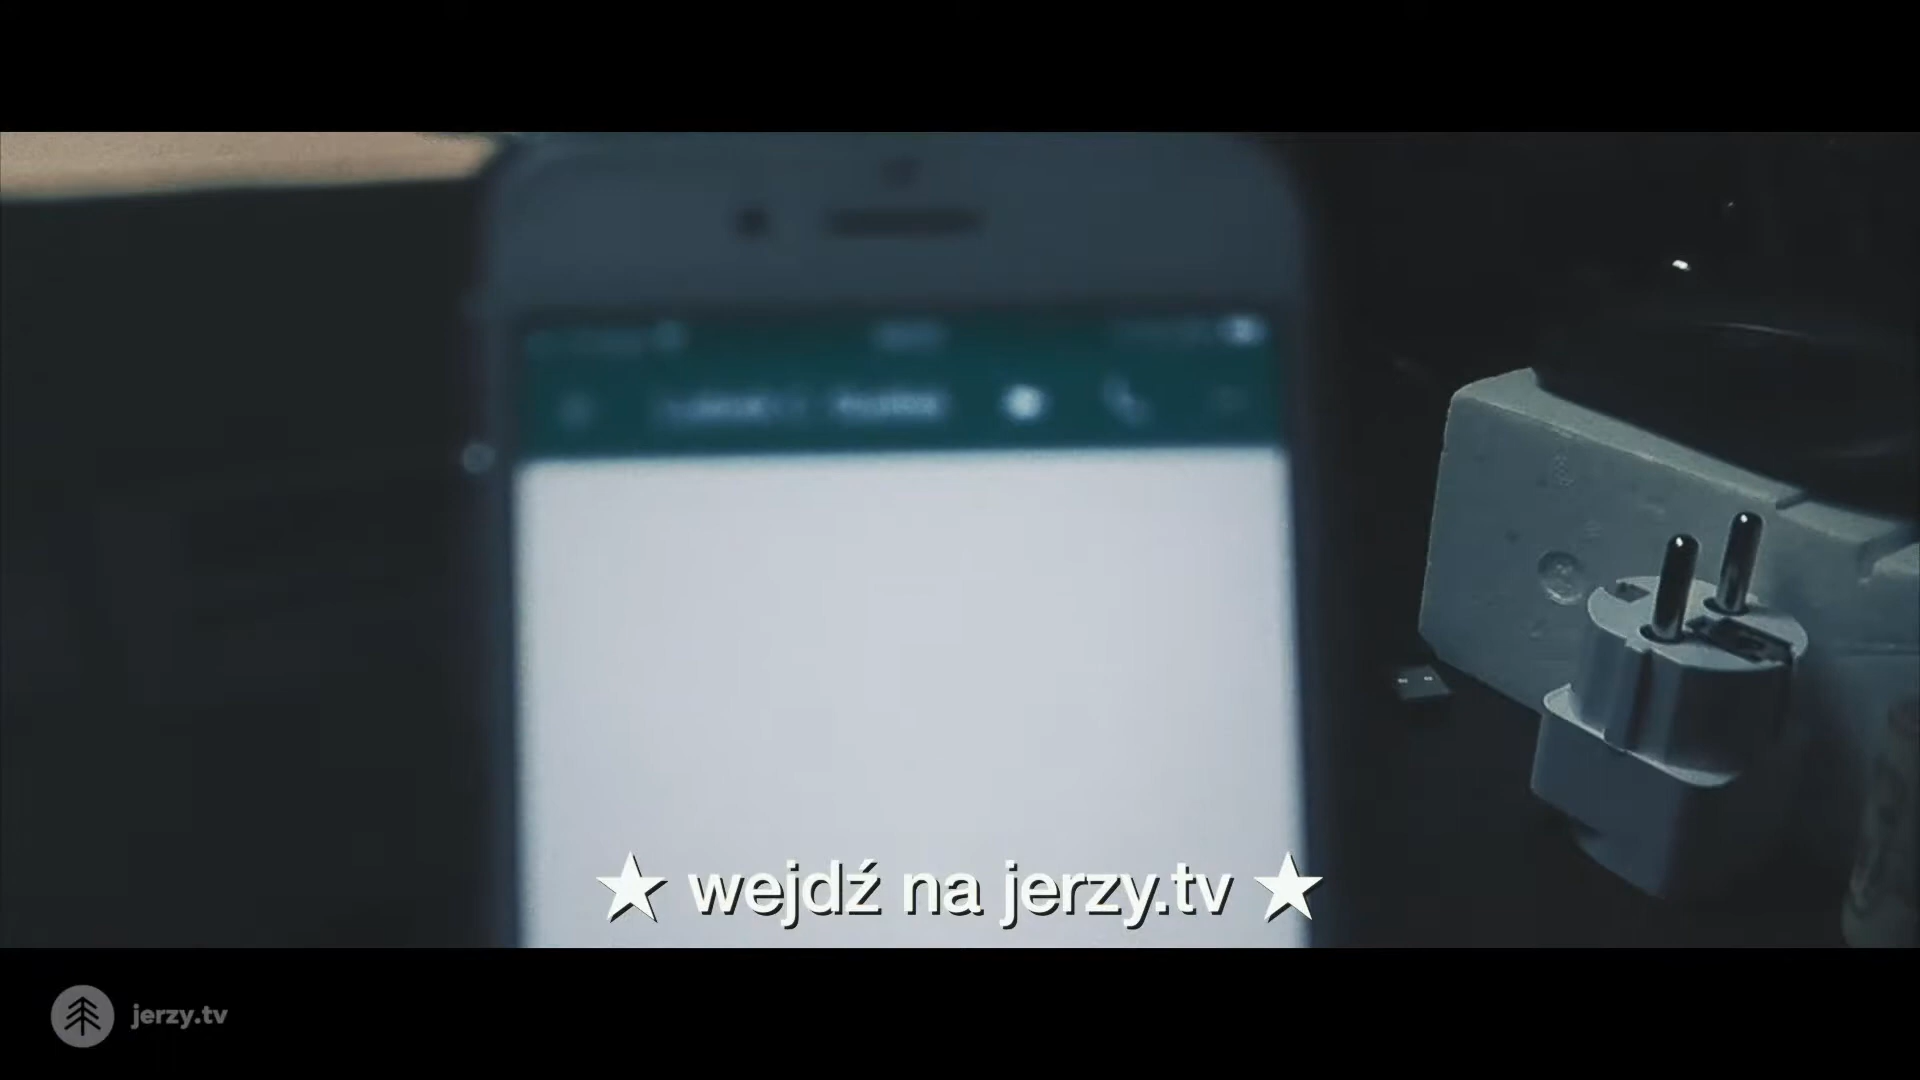 ★ wejdź na jerzy.tv ★
jerzy.tv